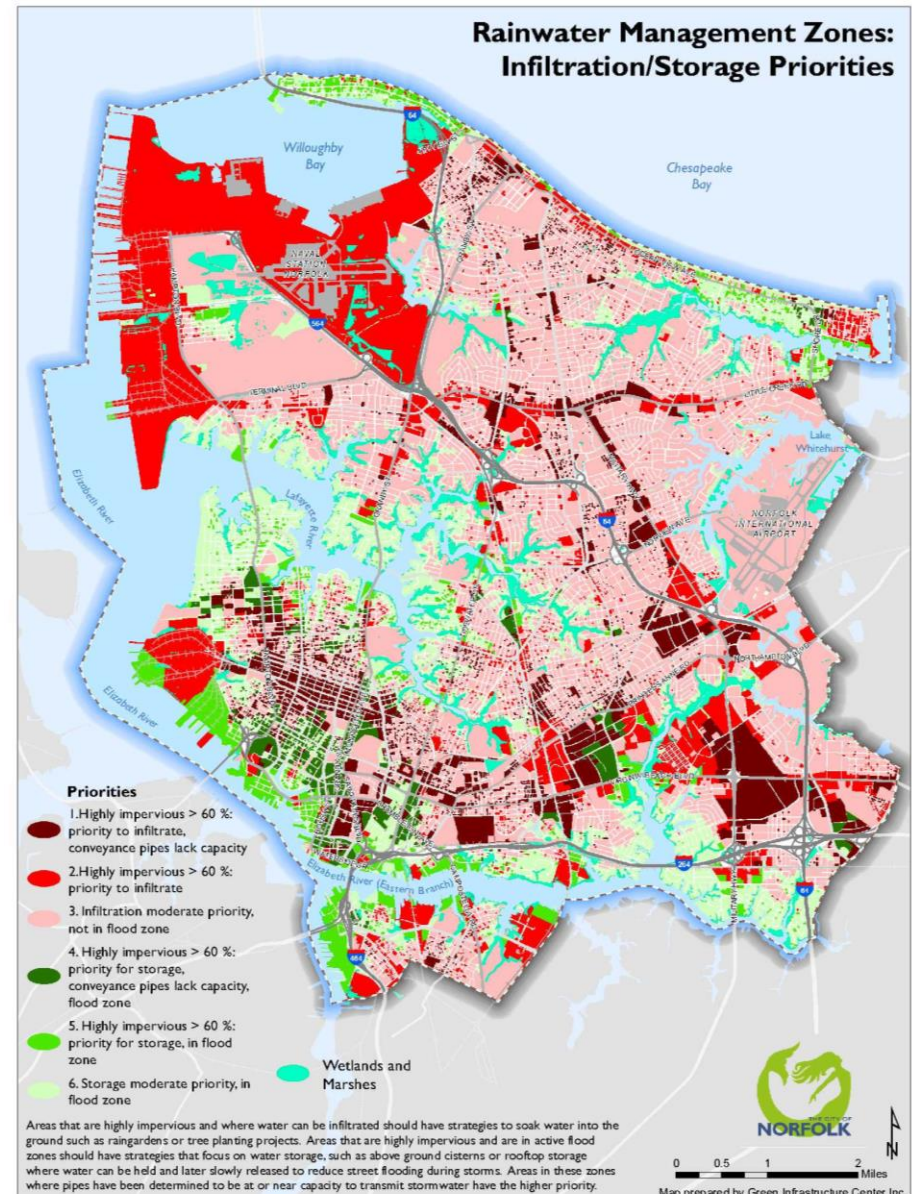 Rainwater Management Zones:
Infiltration/Storage Priorities
64
Willoughby
Bay
Chesapeake
Bay
NAVAL
STATION
NORFOLK
564
Lake
Whitehurst
Elizabeth River
Lafayette River
NORFOLK
INTERNATIONAL
AIRPORT
64
Elizabeth River
Elizabeth River (Eastern Branch)
264
64
464
Priorities
1.Highly impervious > 60 %:
priority to infiltrate,
conveyance pipes lack capacity
2.Highly impervious > 60 %:
priority to infiltrate
3. Infiltration moderate priority,
not in flood zone
4. Highly impervious > 60 %:
priority for storage,
conveyance pipes lack capacity,
flood zone
5. Highly impervious > 60 %:
priority for storage, in flood
zone
6. Storage moderate priority, in
flood zone
Wetlands and
Marshes
Areas that are highly impervious and where water can be infiltrated should have strategies to soak water into the
ground such as raingardens or tree planting projects. Areas that are highly impervious and are in active flood
zones should have strategies that focus on water storage, such as above ground cisterns or rooftop storage
where water can be held and later slowly released to reduce street flooding during storms. Areas in these zones
where pipes have been determined to be at or near capacity to transmit stormwater have the higher priority.
THE CITY OF
NORFOLK
N
0 0.5 1 2
Miles
Map prepared by Green Infrastructure Center Inc.